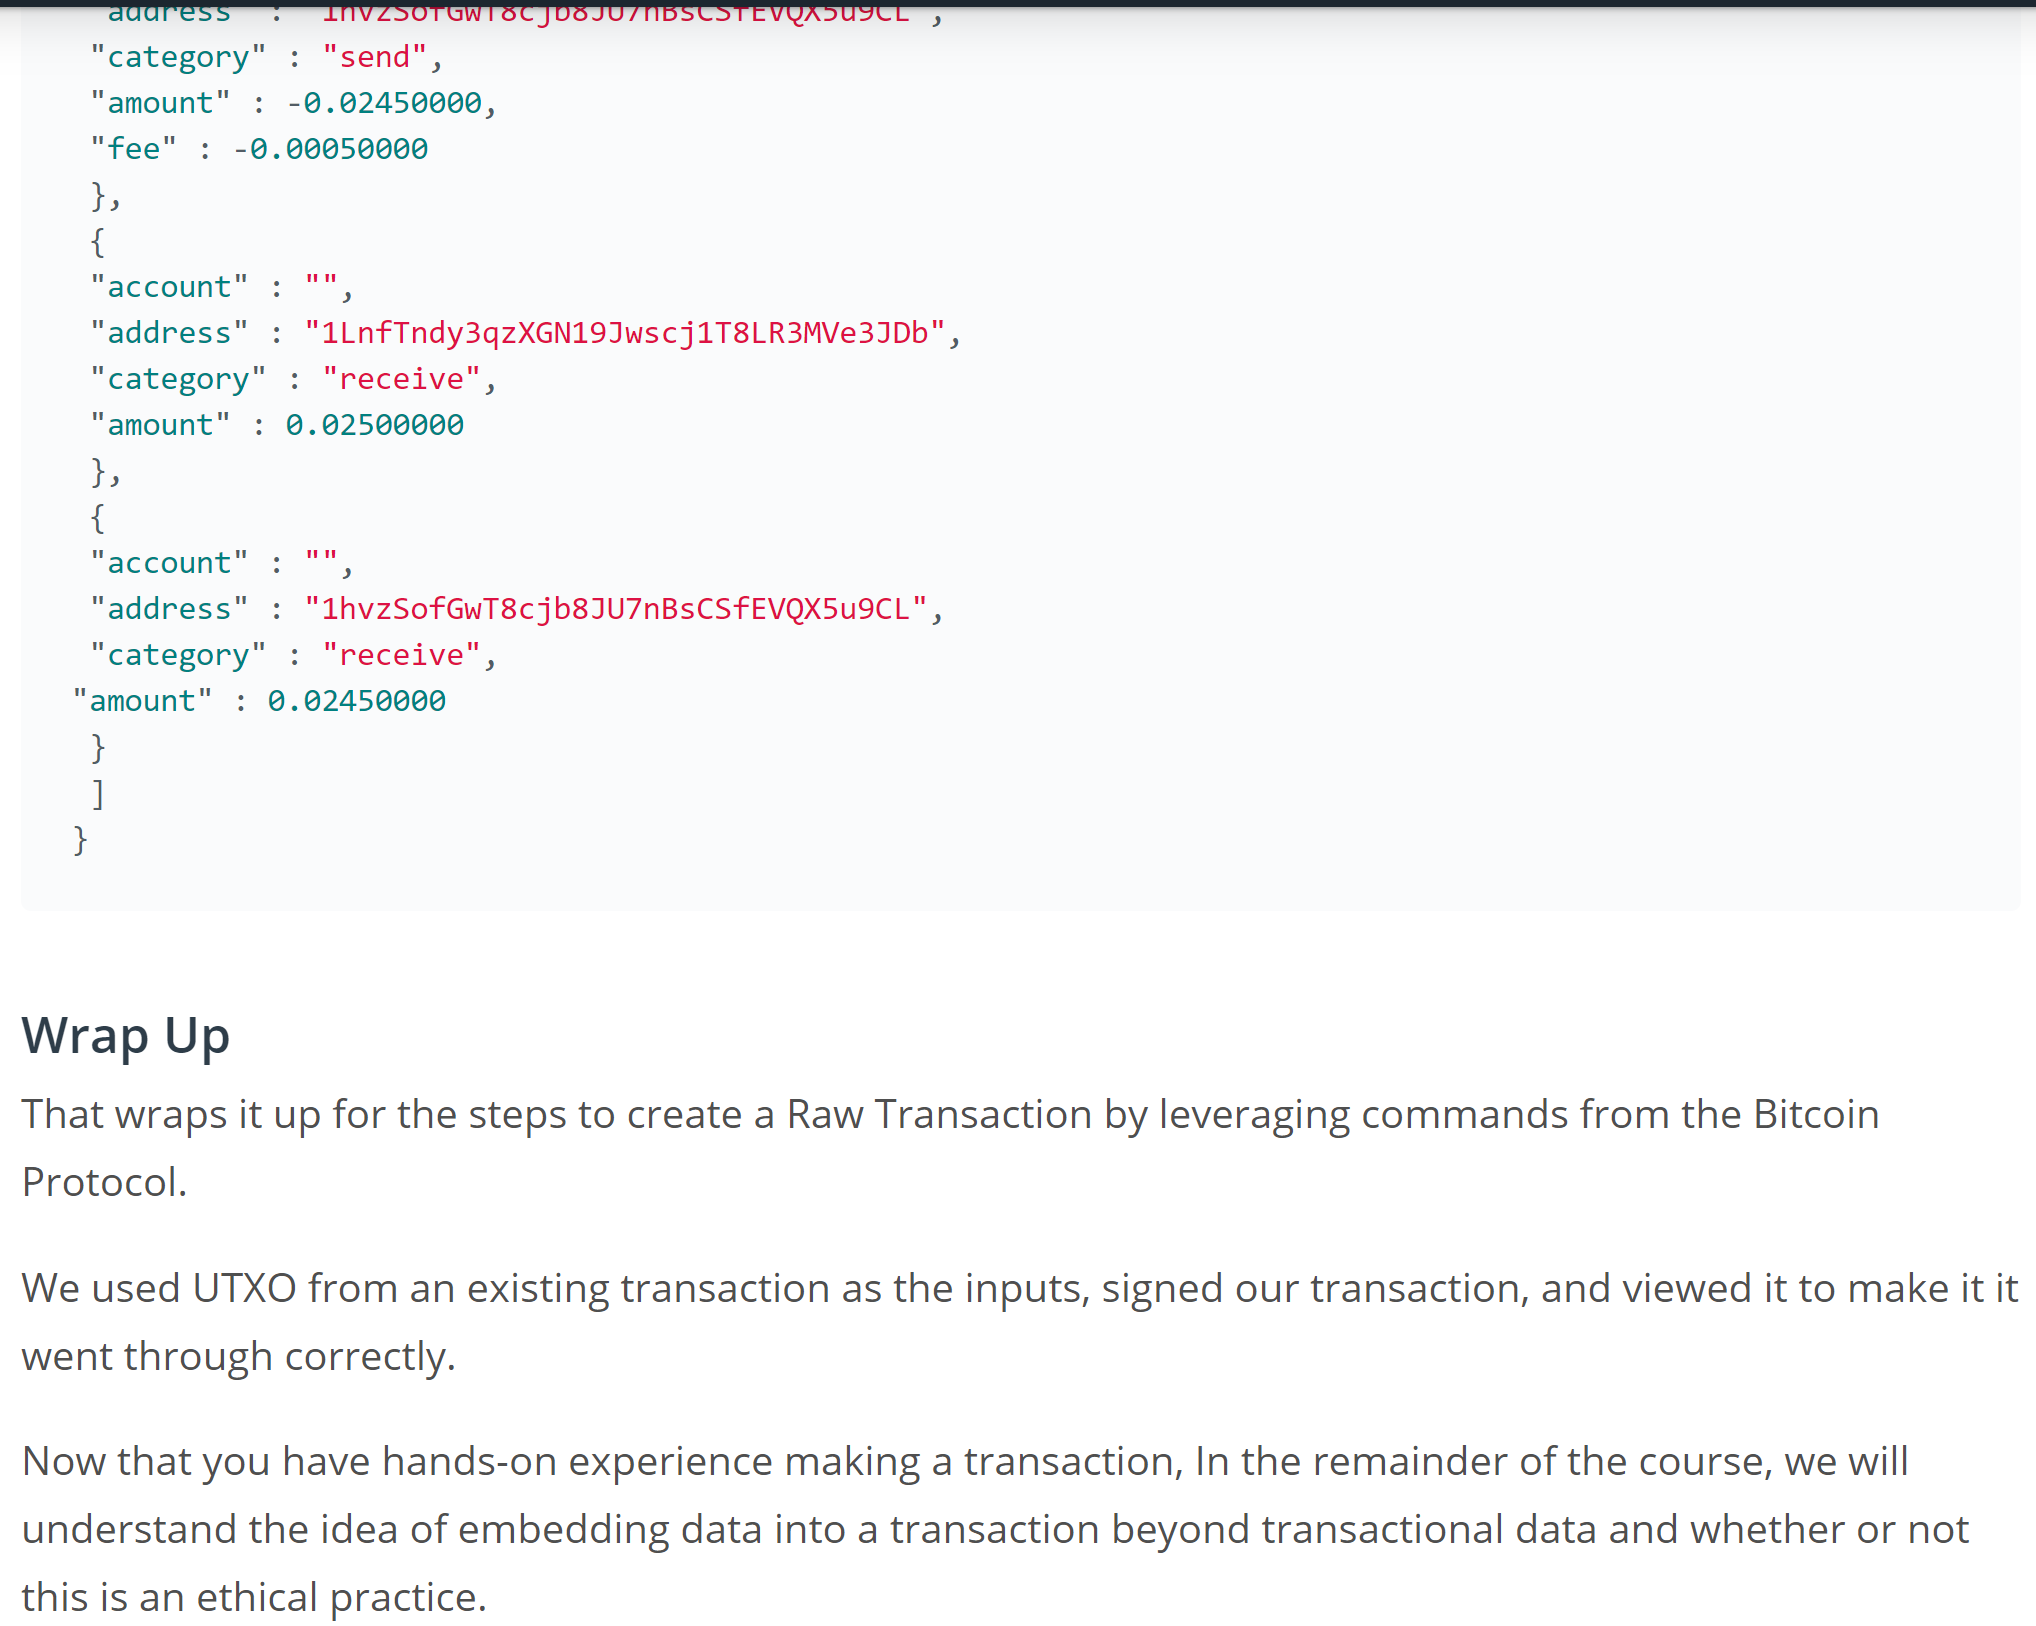 "address" : "1hvzSofGwT8cjb8JU7nBsCSfEVQX5u9CL",
"category" : "send",
"amount" : -0.02450000,
"fee" : -0.00050000
},
{
"account" : "",
"address" : "1LnfTndy3qzXGN19Jwscj1T8LR3MVe3JDb",
"category" : "receive",
"amount" : 0.02500000
},
{
"account" : "",
"address" : "1hvzSofGwT8cjb8JU7nBsCSfEVQX5u9CL",
"category" : "receive",
"amount" : 0.02450000
}
]
}
Wrap Up
That wraps it up for the steps to create a Raw Transaction by leveraging commands from the Bitcoin
Protocol.
We used UTXO from an existing transaction as the inputs, signed our transaction, and viewed it to make it it
went through correctly.
Now that you have hands-on experience making a transaction, In the remainder of the course, we will
understand the idea of embedding data into a transaction beyond transactional data and whether or not
this is an ethical practice.